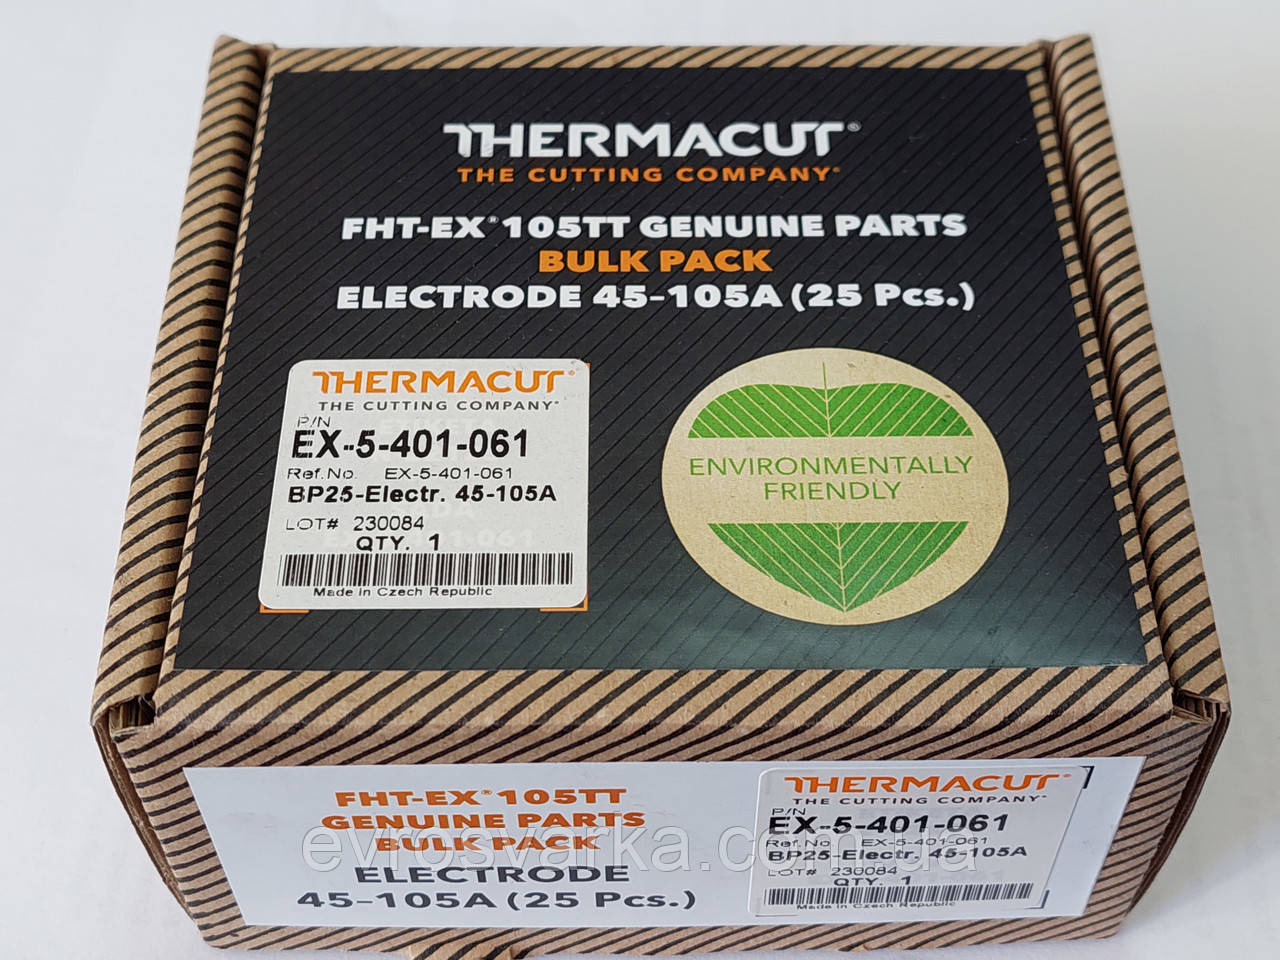 THERMACUT®
THE CUTTING COMPANY®
FHT-EX® 105TT GENUINE PARTS
BULK PACK
ELECTRODE 45-105A (25 Pcs.)
THERMACUT®
THE CUTTING COMPANY®
P/N
EX-5-401-061
Ref.No. EX-5-401-061
BP25-Electr. 45-105A
LOT# 230084
QTY. 1
Made in Czech Republic
ENVIRONMENTALLY
FRIENDLY
FHT-EX® 105TT
GENUINE PARTS
BULK PACK
ELECTRODE
45-105A (25 Pcs.)
THERMACUT®
THE CUTTING COMPANY®
P/N
EX-5-401-061
Ref.No. EX-5-401-061
BP25-Electr. 45-105A
LOT# 230084
QTY. 1
Made in Czech Republic
evrosvarka.com.ua